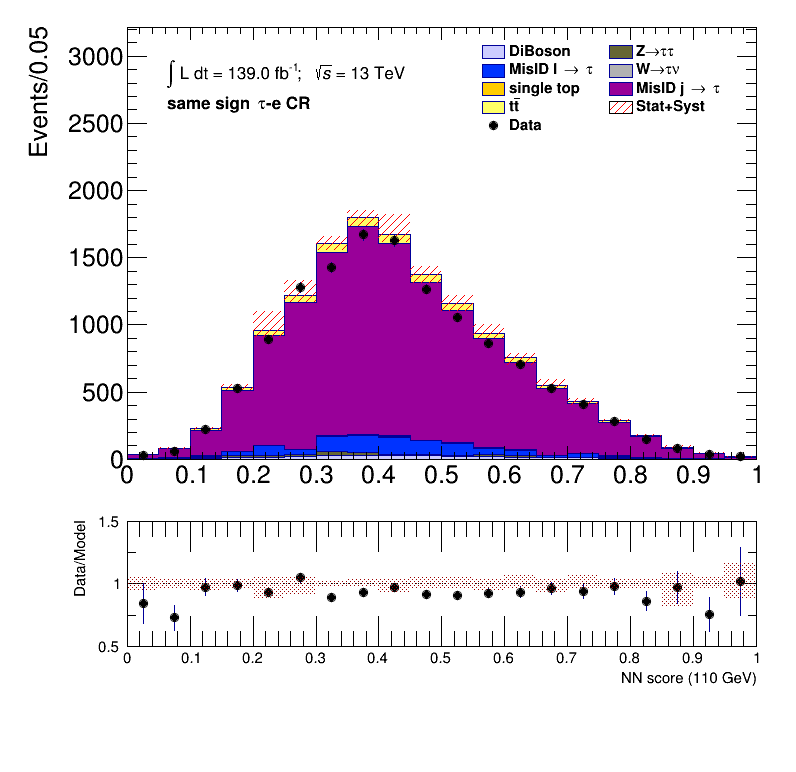 Events/0.05
3000
2500
2000
1500
1000
500
0
∫ L dt = 139.0 fb⁻¹; √s = 13 TeV
same sign τ-e CR
DiBoson
MisID l → τ
single top
tt̄
Data
Z→ττ
W→τν
MisID j → τ
Stat+Syst
0 0.1 0.2 0.3 0.4 0.5 0.6 0.7 0.8 0.9 1
Data/Model
1.5
1
0.5
0 0.1 0.2 0.3 0.4 0.5 0.6 0.7 0.8 0.9 1
NN score (110 GeV)